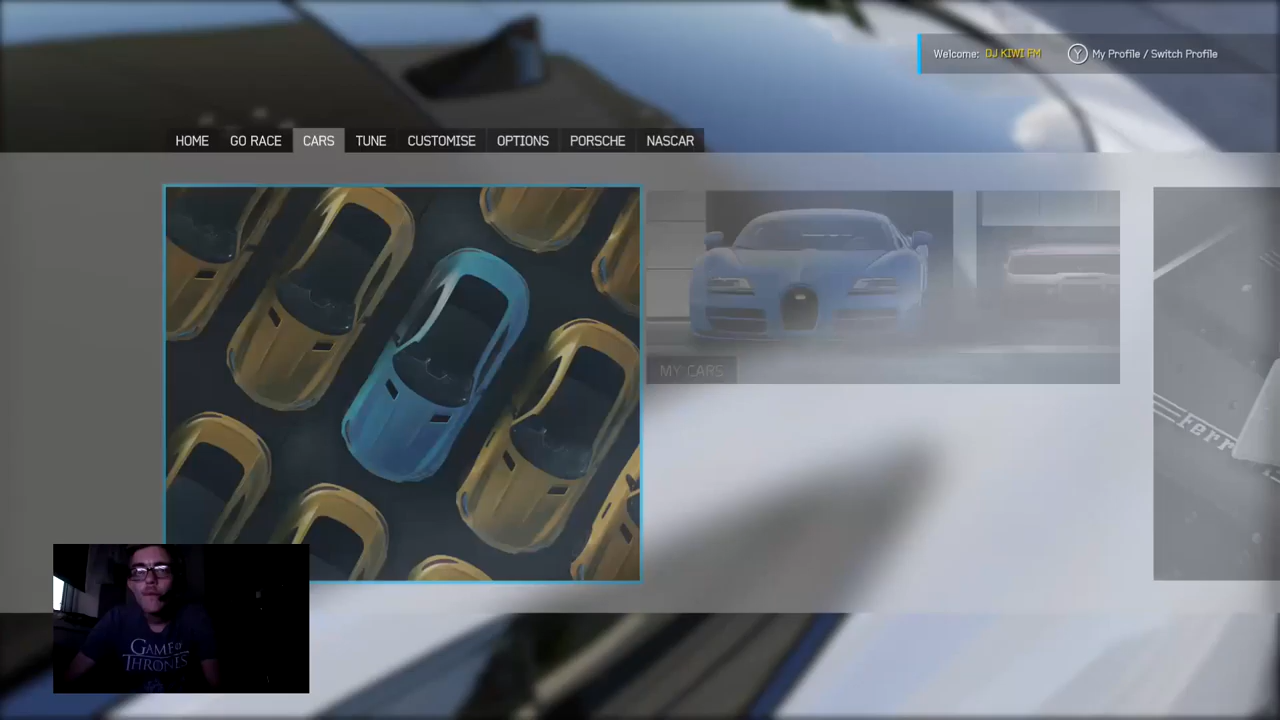 Welcome: DJ KIWI FM Y My Profile / Switch Profile
HOME GO RACE CARS TUNE CUSTOMISE OPTIONS PORSCHE NASCAR
MY CARS
Ferr
GAME OF
THRONES